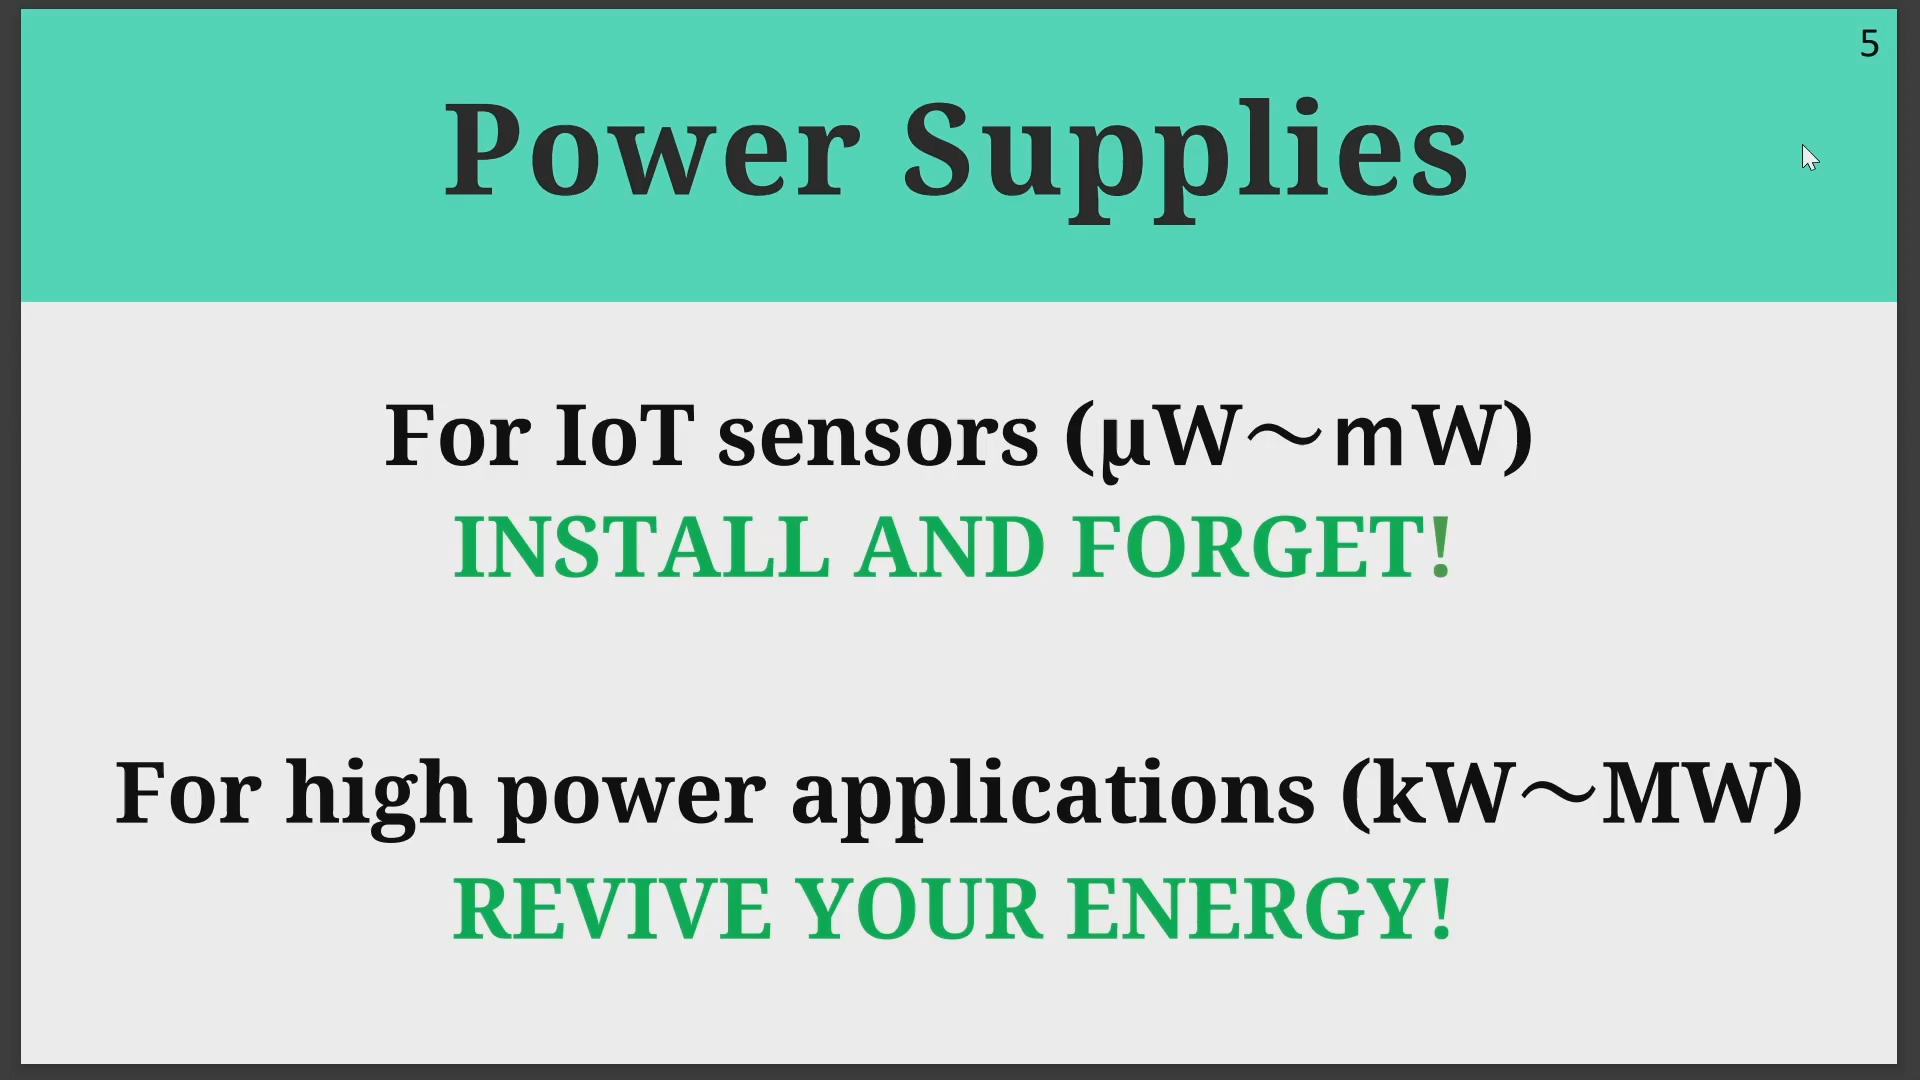 5
Power Supplies
For IoT sensors (μW～mW)
INSTALL AND FORGET!
For high power applications (kW～MW)
REVIVE YOUR ENERGY!